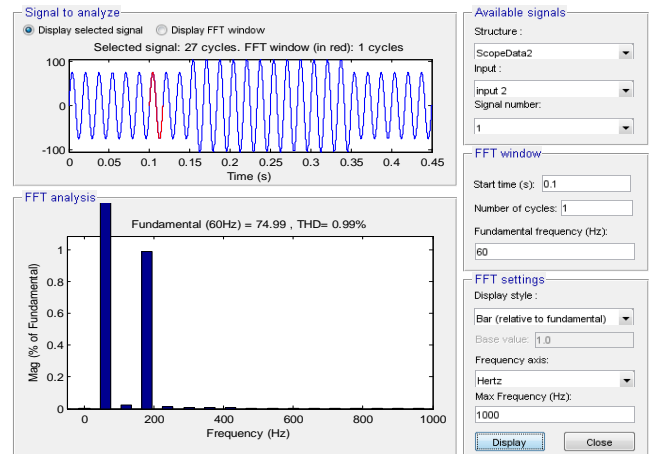 Signal to analyze
Display selected signal Display FFT window
Selected signal: 27 cycles. FFT window (in red): 1 cycles
100
0
-100
0 0.05 0.1 0.15 0.2 0.25 0.3 0.35 0.4 0.45
Time (s)
FFT analysis
Fundamental (60Hz) = 74.99 , THD= 0.99%
1
0.8
0.6
0.4
0.2
0
Mag (% of Fundamental)
0 200 400 600 800 1000
Frequency (Hz)
Available signals
Structure :
ScopeData2
Input :
input 2
Signal number:
1
FFT window
Start time (s): 0.1
Number of cycles: 1
Fundamental frequency (Hz):
60
FFT settings
Display style :
Bar (relative to fundamental)
Base value: 1.0
Frequency axis:
Hertz
Max Frequency (Hz):
1000
Display Close